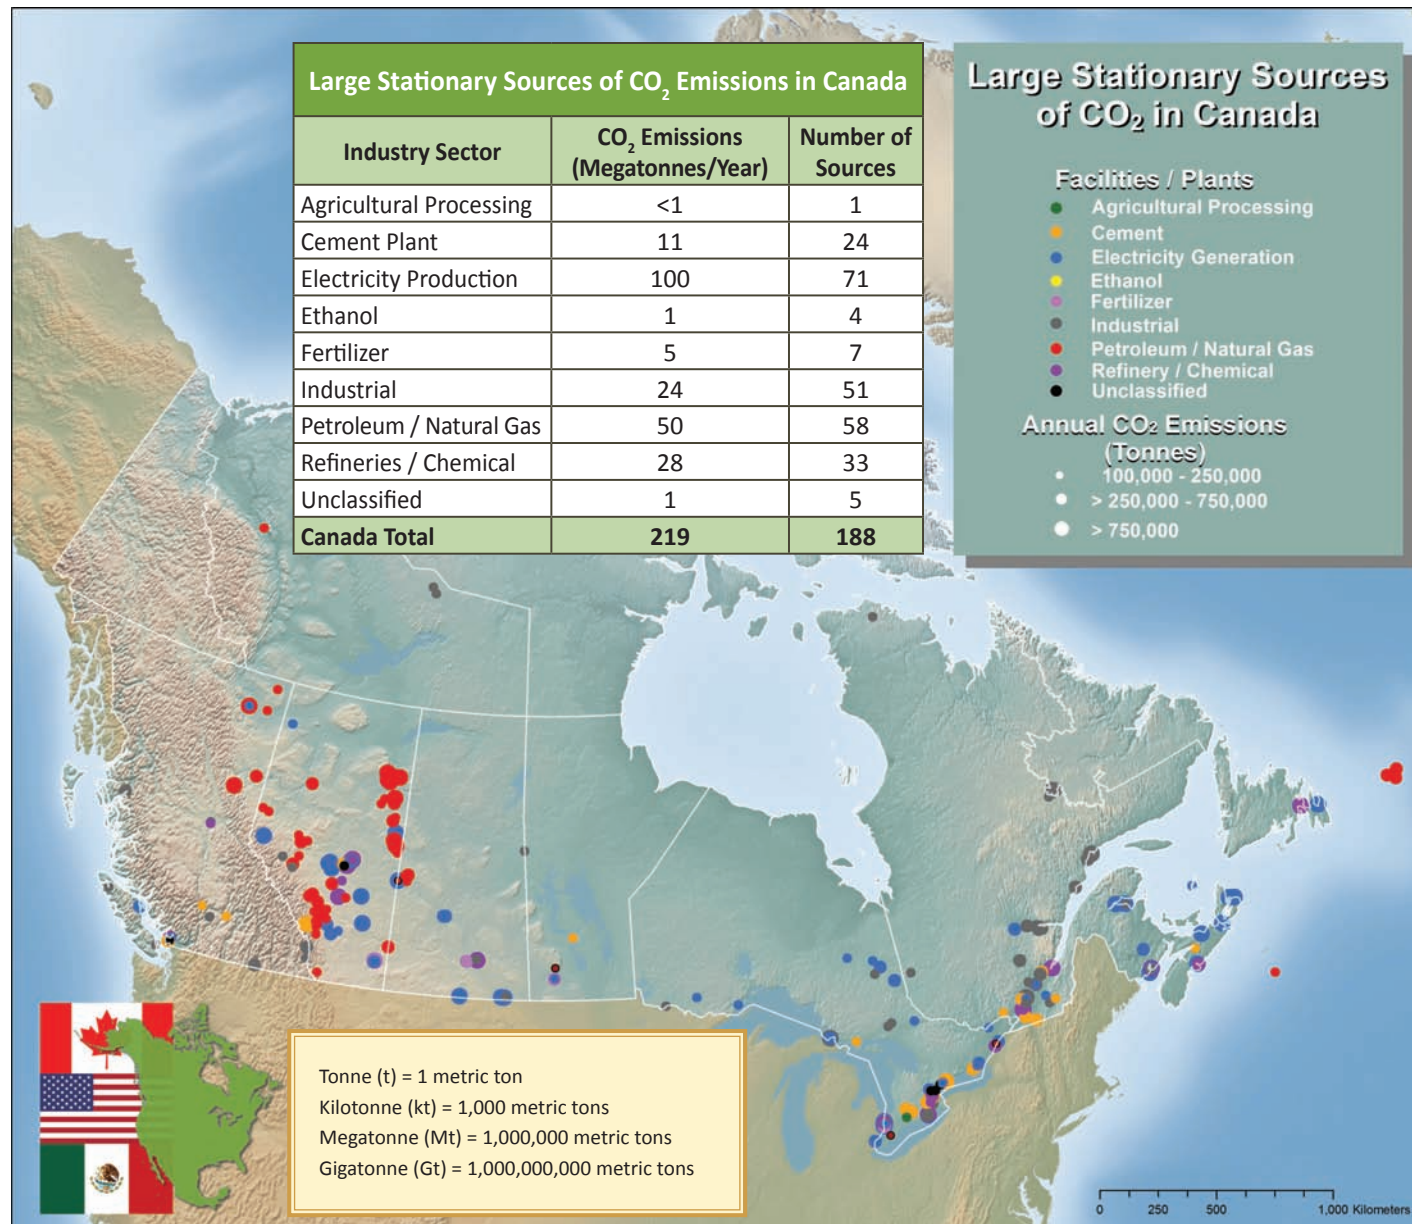 Large Stationary Sources of CO2 Emissions in Canada
Industry Sector
CO2 Emissions
(Megatonnes/Year)
Number of
Sources
Agricultural Processing <1 1
Cement Plant 11 24
Electricity Production 100 71
Ethanol 1 4
Fertilizer 5 7
Industrial 24 51
Petroleum / Natural Gas 50 58
Refineries / Chemical 28 33
Unclassified 1 5
Canada Total 219 188
Large Stationary Sources
of CO2 in Canada
Facilities / Plants
Agricultural Processing
Cement
Electricity Generation
Ethanol
Fertilizer
Industrial
Petroleum / Natural Gas
Refinery / Chemical
Unclassified
Annual CO2 Emissions
(Tonnes)
100,000 - 250,000
> 250,000 - 750,000
> 750,000
Tonne (t) = 1 metric ton
Kilotonne (kt) = 1,000 metric tons
Megatonne (Mt) = 1,000,000 metric tons
Gigatonne (Gt) = 1,000,000,000 metric tons
0 250 500 1,000 Kilometers